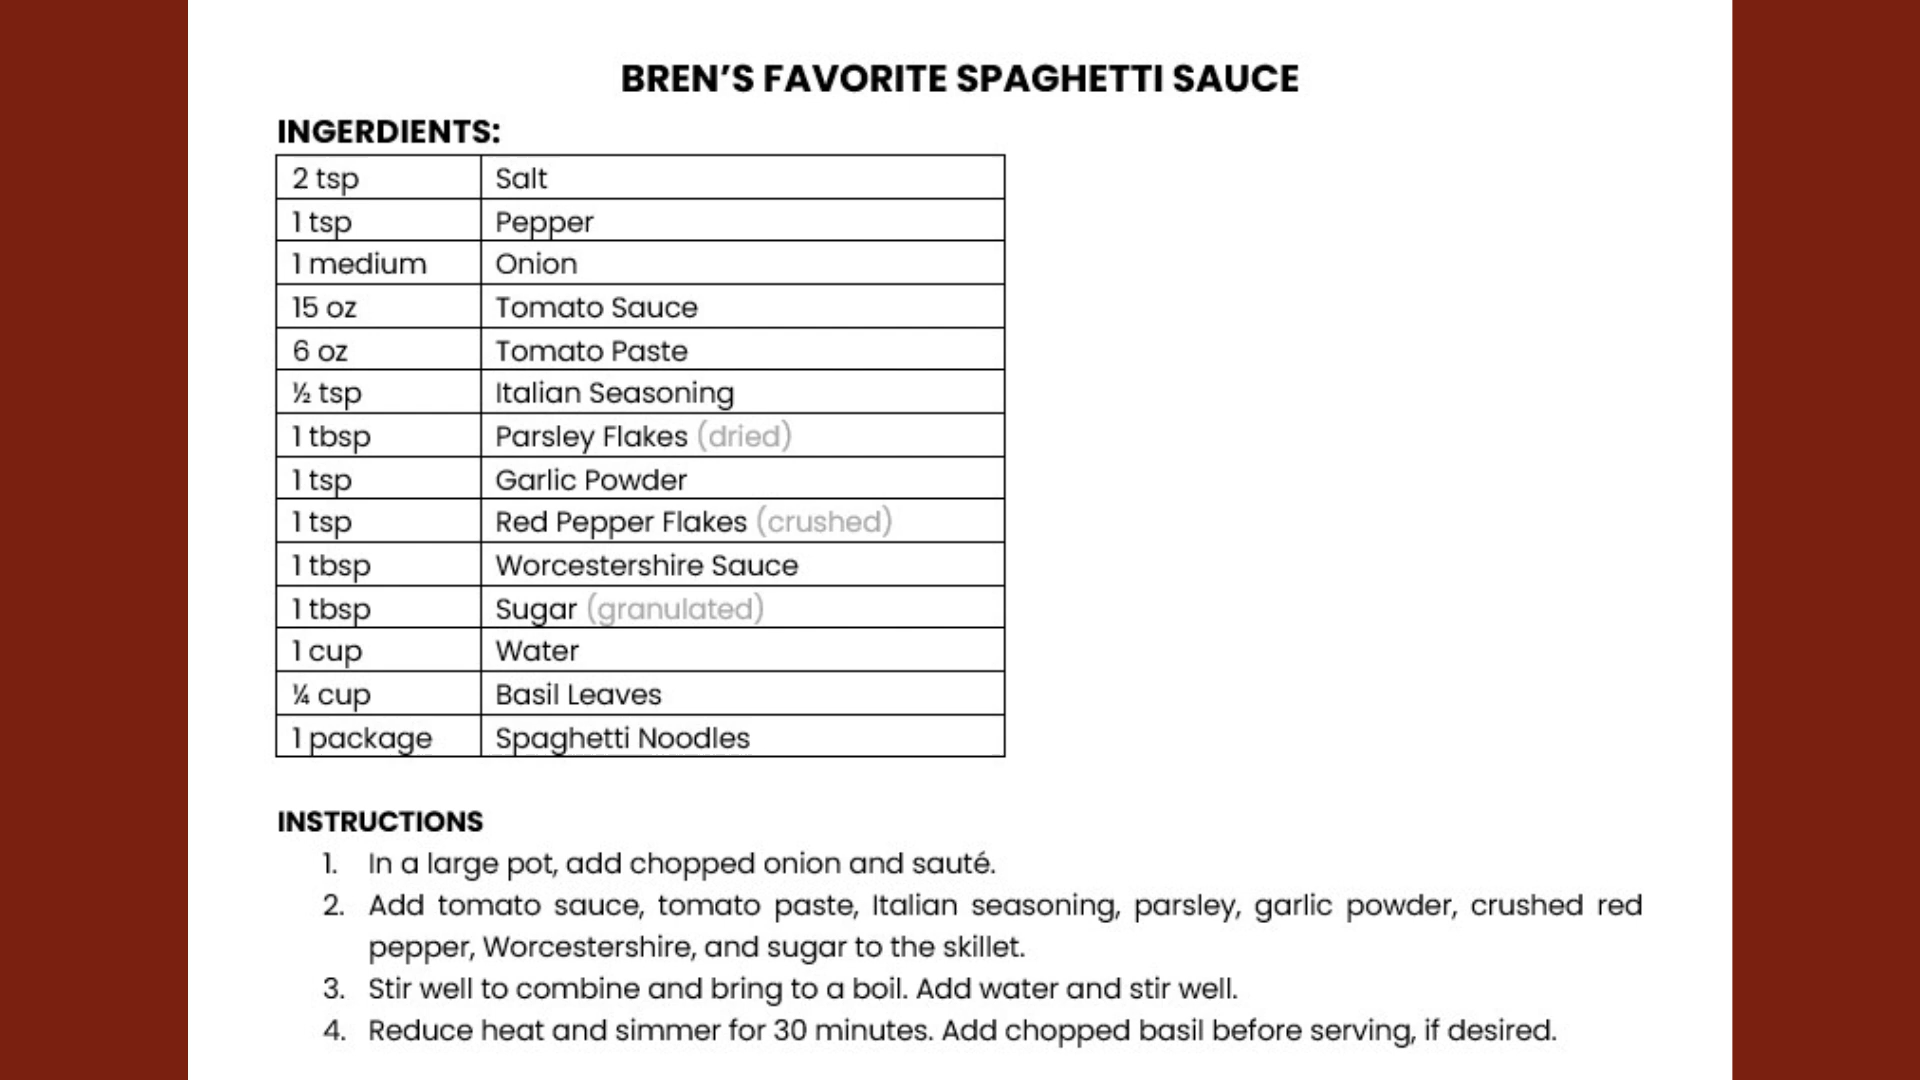 BREN’S FAVORITE SPAGHETTI SAUCE
INGERDIENTS:
2 tsp Salt
1 tsp Pepper
1 medium Onion
15 oz Tomato Sauce
6 oz Tomato Paste
½ tsp Italian Seasoning
1 tbsp Parsley Flakes (dried)
1 tsp Garlic Powder
1 tsp Red Pepper Flakes (crushed)
1 tbsp Worcestershire Sauce
1 tbsp Sugar (granulated)
1 cup Water
¼ cup Basil Leaves
1 package Spaghetti Noodles
INSTRUCTIONS
1. In a large pot, add chopped onion and sauté.
2. Add tomato sauce, tomato paste, Italian seasoning, parsley, garlic powder, crushed red
pepper, Worcestershire, and sugar to the skillet.
3. Stir well to combine and bring to a boil. Add water and stir well.
4. Reduce heat and simmer for 30 minutes. Add chopped basil before serving, if desired.